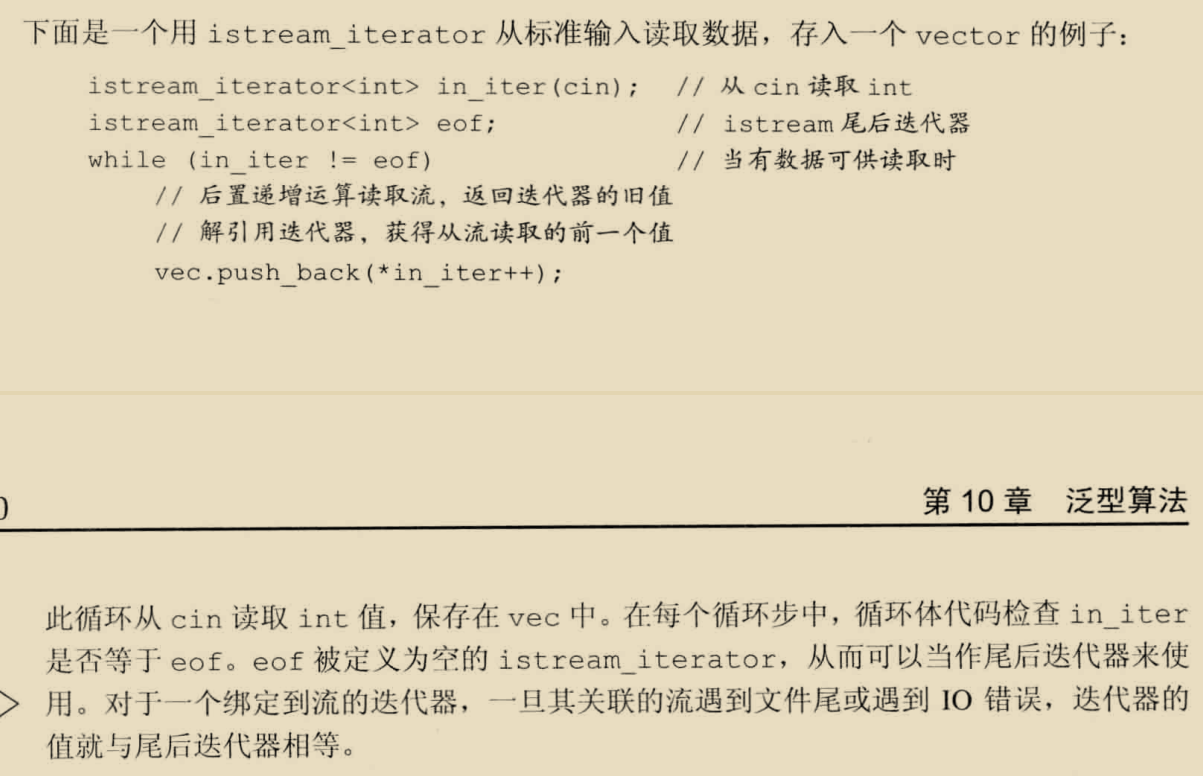 下面是一个用 istream_iterator 从标准输入读取数据，存入一个 vector 的例子：
istream_iterator<int> in_iter(cin); // 从 cin 读取 int
istream_iterator<int> eof; // istream 尾后迭代器
while (in_iter != eof) // 当有数据可供读取时
// 后置递增运算读取流，返回迭代器的旧值
// 解引用迭代器，获得从流读取的前一个值
vec.push_back(*in_iter++);
0
第 10 章 泛型算法
此循环从 cin 读取 int 值，保存在 vec 中。在每个循环步中，循环体代码检查 in_iter
是否等于 eof。eof 被定义为空的 istream_iterator，从而可以当作尾后迭代器来使
用。对于一个绑定到流的迭代器，一旦其关联的流遇到文件尾或遇到 IO 错误，迭代器的
值就与尾后迭代器相等。